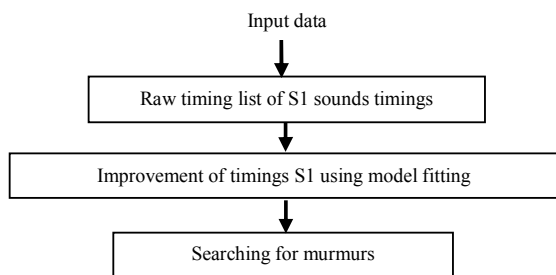 Input data
Raw timing list of S1 sounds timings
Improvement of timings S1 using model fitting
Searching for murmurs